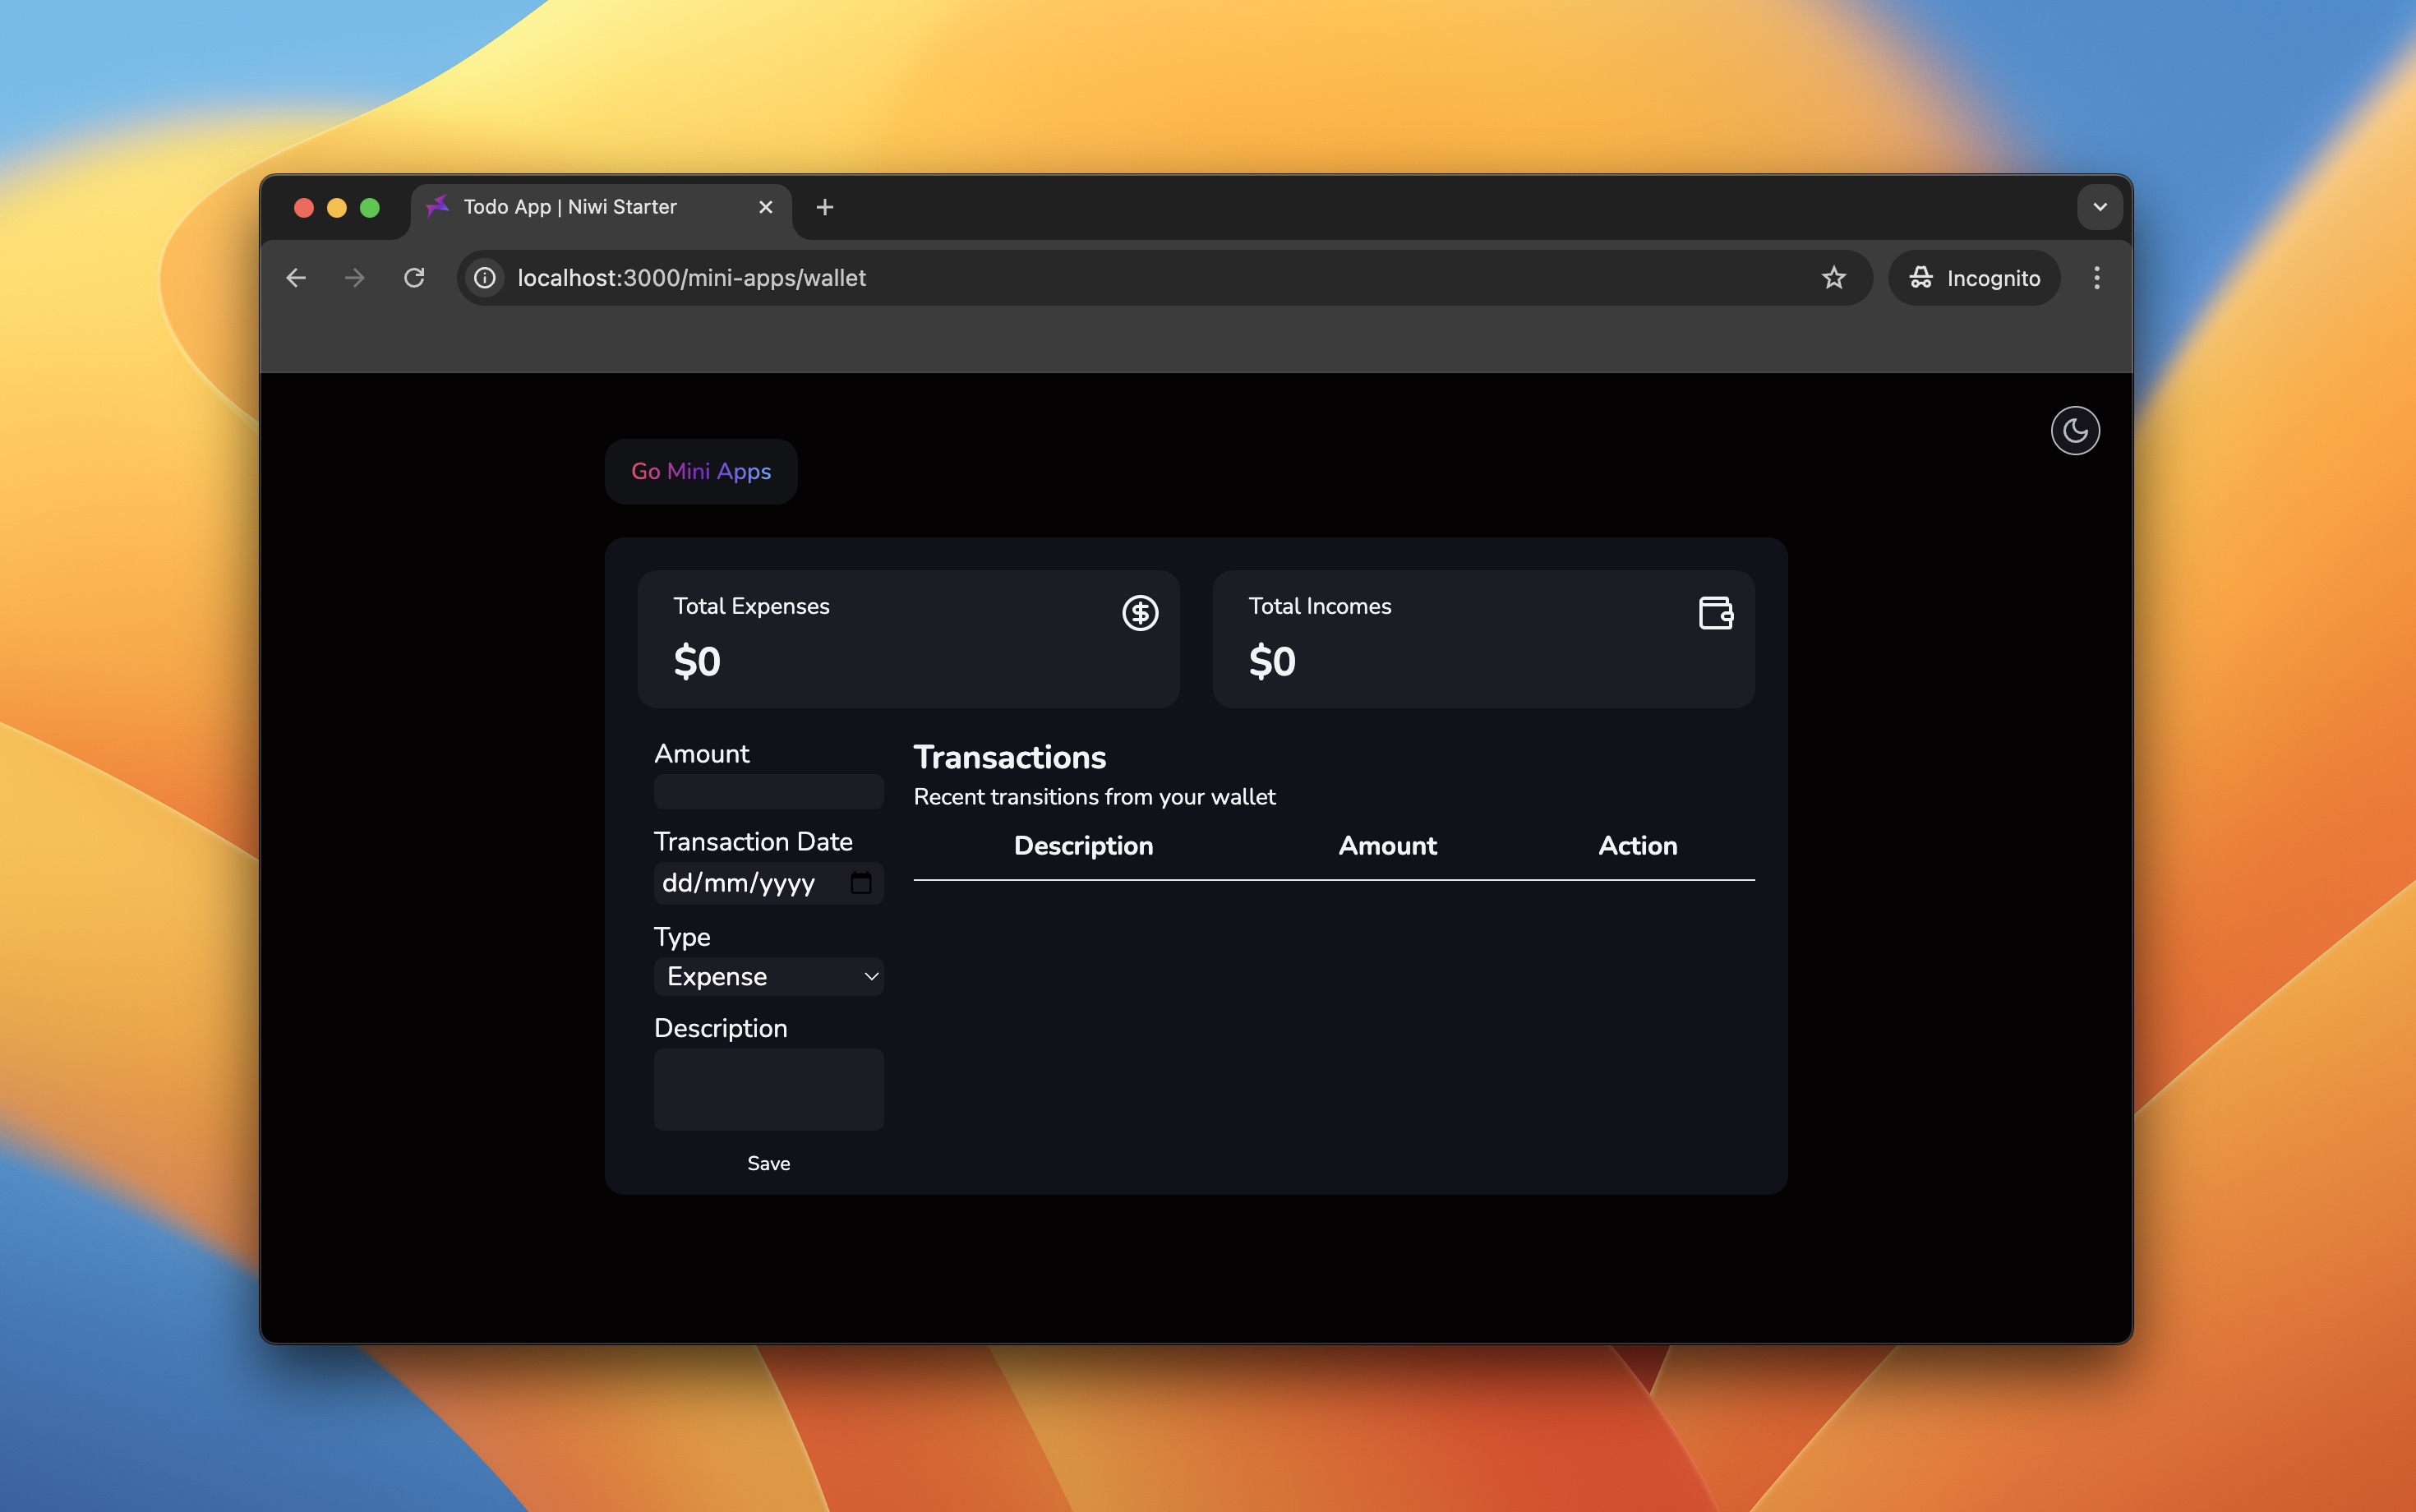 Todo App | Niwi Starter
localhost:3000/mini-apps/wallet
Incognito
Go Mini Apps
Total Expenses
$0
Total Incomes
$0
Amount
Transaction Date
dd/mm/yyyy
Type
Expense
Description
Save
Transactions
Recent transitions from your wallet
Description Amount Action